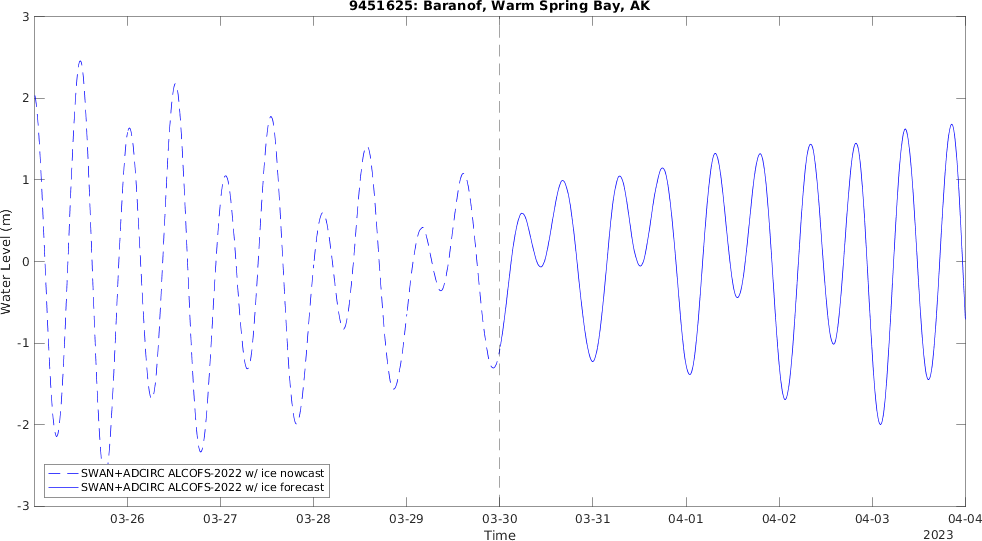 9451625: Baranof, Warm Spring Bay, AK
3
2
1
0
-1
-2
-3
Water Level (m)
SWAN+ADCIRC ALCOFS-2022 w/ ice nowcast
SWAN+ADCIRC ALCOFS-2022 w/ ice forecast
03-26 03-27 03-28 03-29 03-30 03-31 04-01 04-02 04-03 04-04
Time
2023